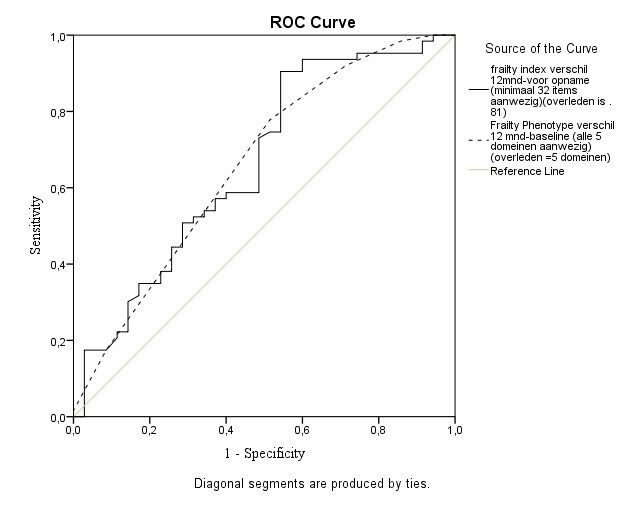 ROC Curve
Source of the Curve
frailty index verschil
12mnd-voor opname
(minimaal 32 items
aanwezig)(overleden is .
81)
Frailty Phenotype verschil
12 mnd-baseline (alle 5
domeinen aanwezig)
(overleden =5 domeinen)
Reference Line
Sensitivity
1,0
0,8
0,6
0,4
0,2
0,0
0,0 0,2 0,4 0,6 0,8 1,0
1 - Specificity
Diagonal segments are produced by ties.